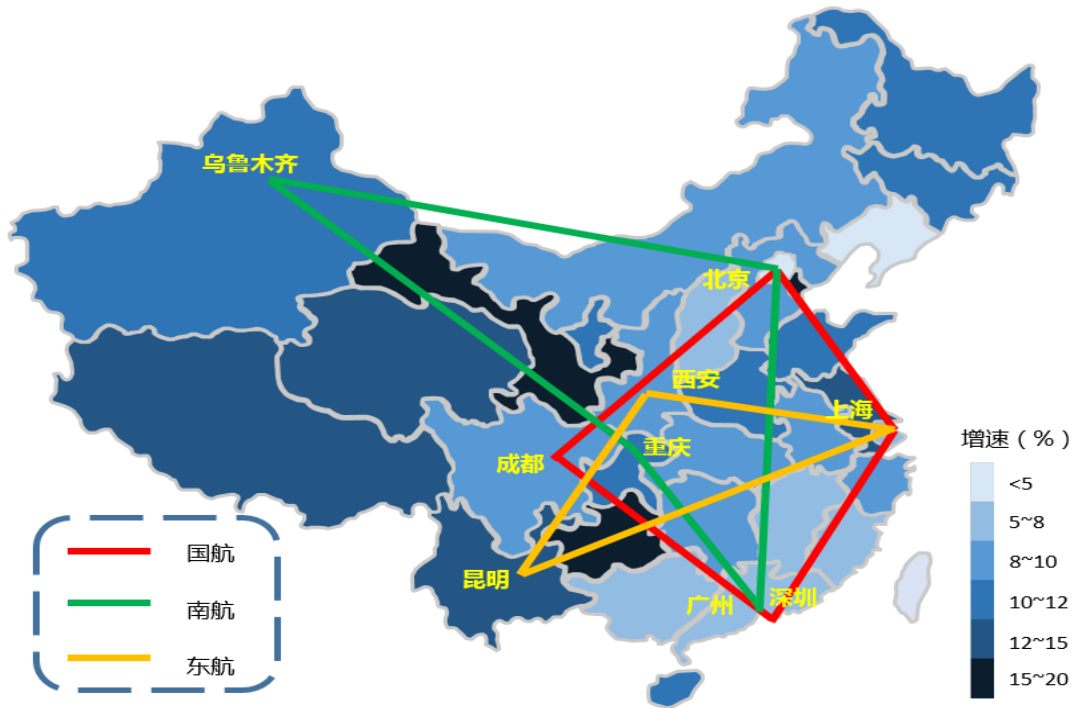 乌鲁木齐
北京
西安
上海
重庆
成都
昆明
广州
深圳
增速（%）
<5
5~8
8~10
10~12
12~15
15~20
国航
南航
东航